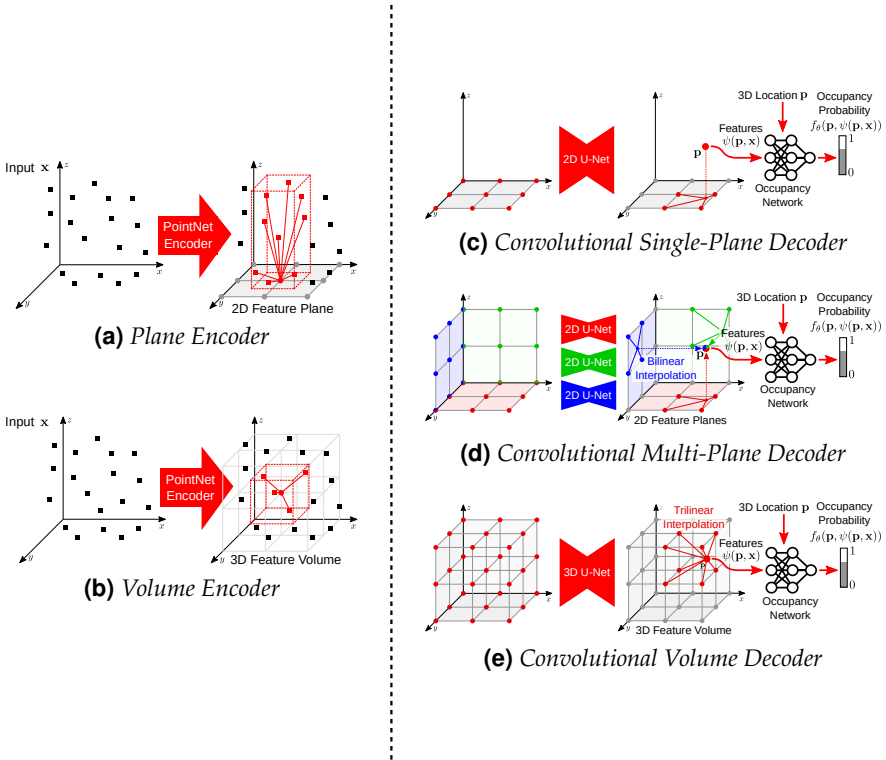 Input x
z
PointNet
Encoder
x
y
z
x
y
2D Feature Plane
(a) Plane Encoder
Input x
z
PointNet
Encoder
x
y
z
x
y
3D Feature Volume
(b) Volume Encoder
z
x
y
2D U-Net
z
x
y
p
Features
ψ(p, x)
3D Location p
Occupancy
Network
Occupancy
Probability
fθ(p, ψ(p, x))
1
0
(c) Convolutional Single-Plane Decoder
z
x
y
2D U-Net
2D U-Net
2D U-Net
z
x
y
p
Bilinear
Interpolation
2D Feature Planes
Features
ψ(p, x)
3D Location p
Occupancy
Network
Occupancy
Probability
fθ(p, ψ(p, x))
1
0
(d) Convolutional Multi-Plane Decoder
z
x
y
3D U-Net
z
x
y
Trilinear
Interpolation
p
3D Feature Volume
Features
ψ(p, x)
3D Location p
Occupancy
Network
Occupancy
Probability
fθ(p, ψ(p, x))
1
0
(e) Convolutional Volume Decoder